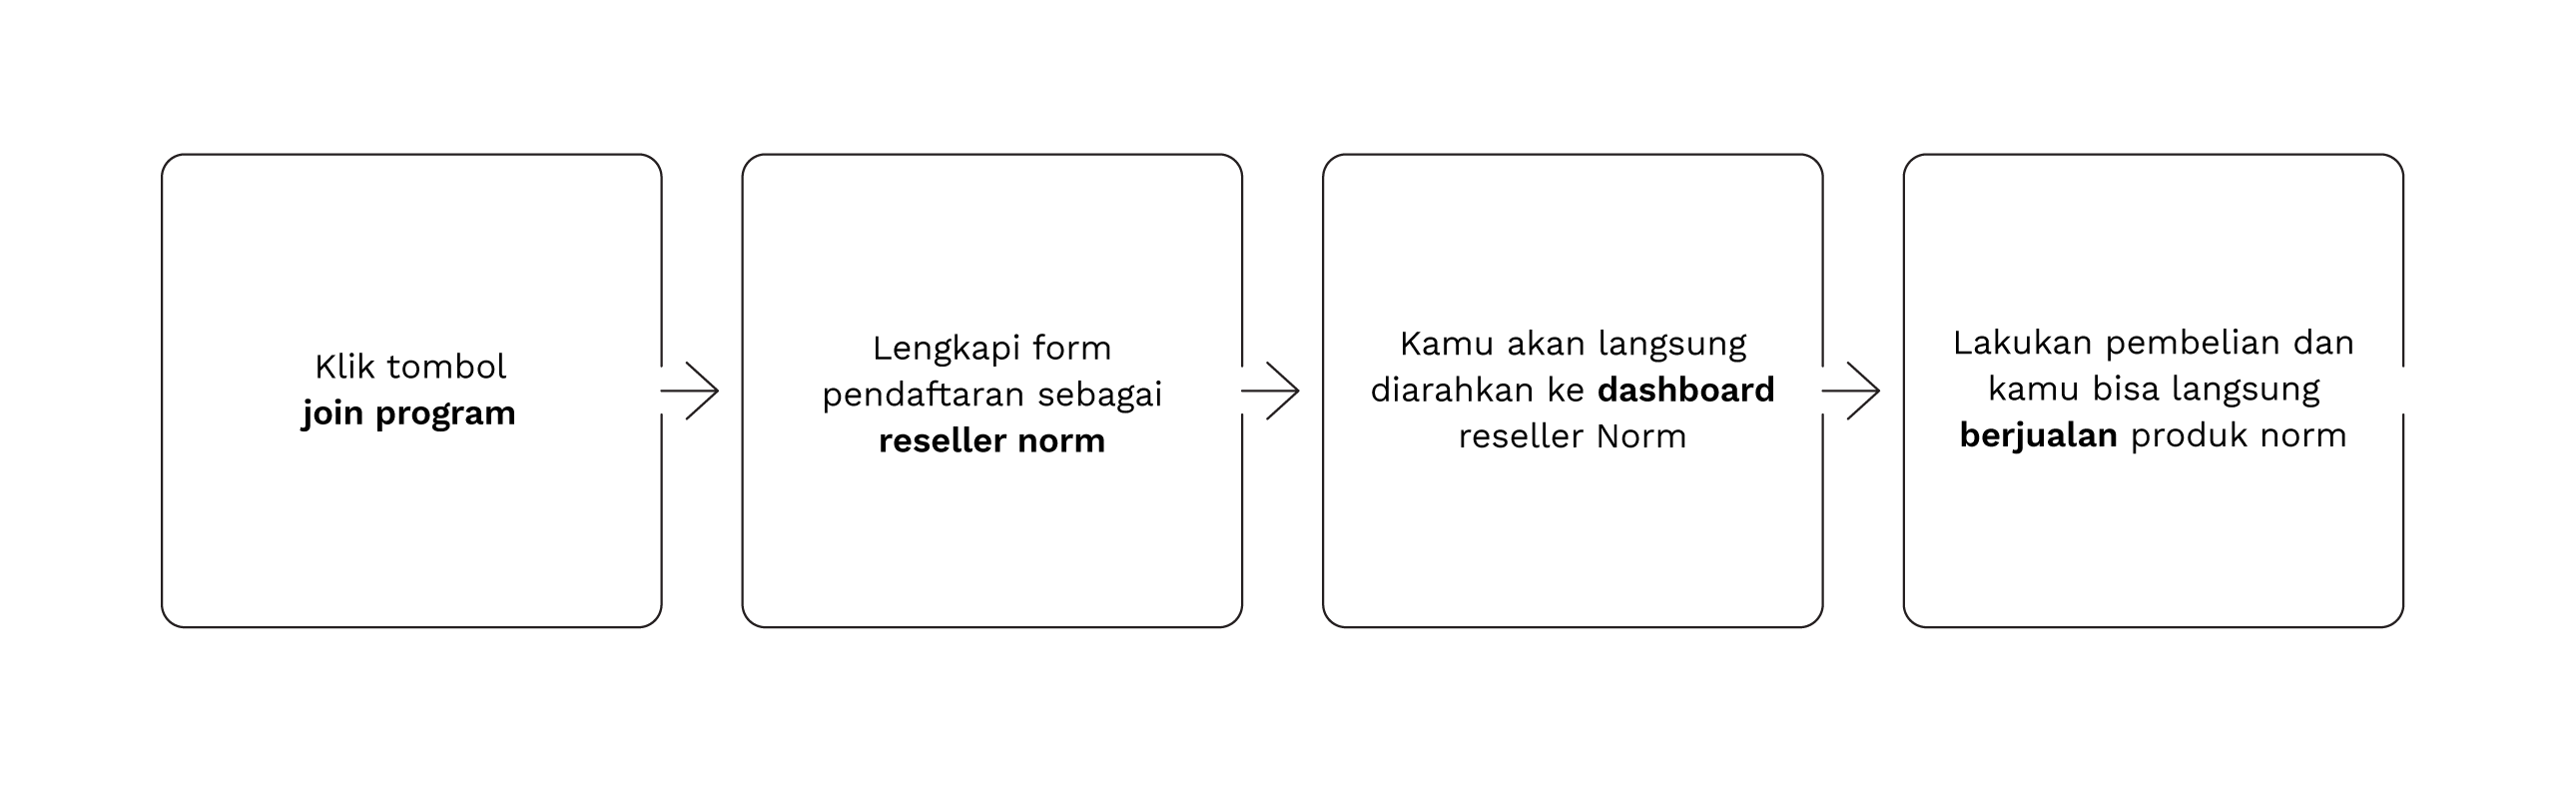 Klik tombol
join program
Lengkapi form
pendaftaran sebagai
reseller norm
Kamu akan langsung
diarahkan ke dashboard
reseller Norm
Lakukan pembelian dan
kamu bisa langsung
berjualan produk norm